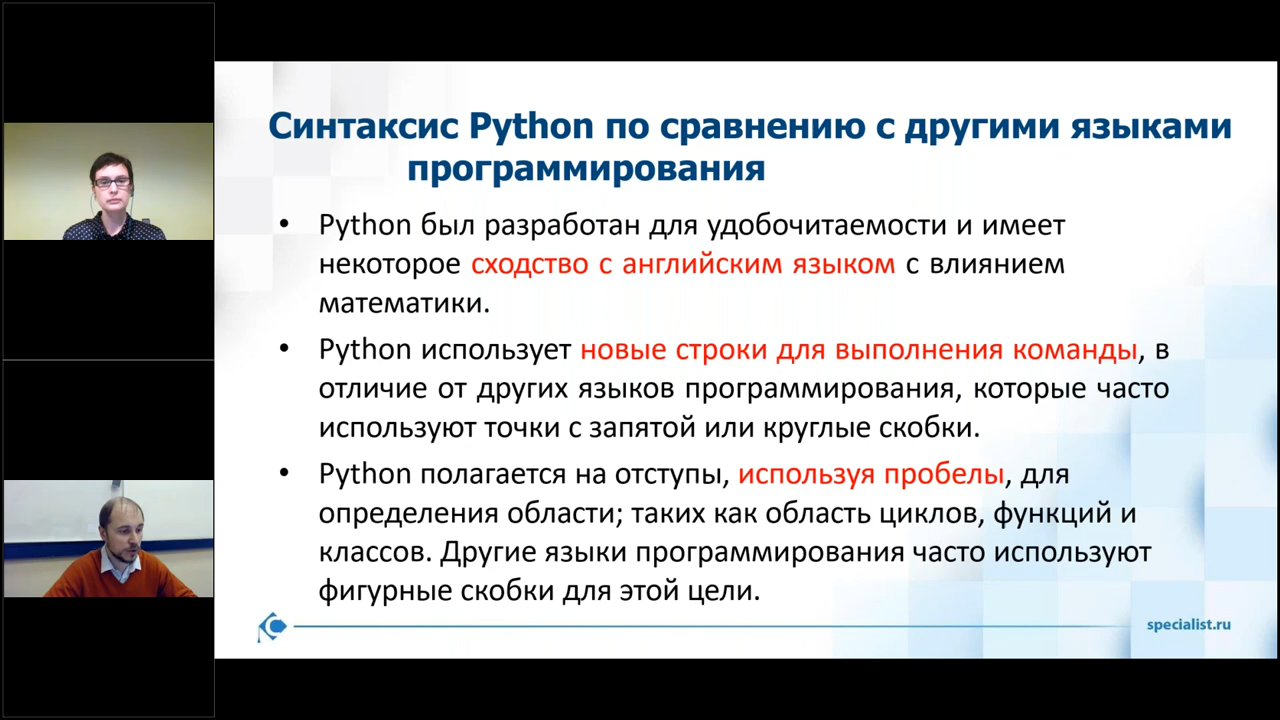 Синтаксис Python по сравнению с другими языками
программирования
• Python был разработан для удобочитаемости и имеет
некоторое сходство с английским языком с влиянием
математики.
• Python использует новые строки для выполнения команды, в
отличие от других языков программирования, которые часто
используют точки с запятой или круглые скобки.
• Python полагается на отступы, используя пробелы, для
определения области; таких как область циклов, функций и
классов. Другие языки программирования часто используют
фигурные скобки для этой цели.
specialist.ru